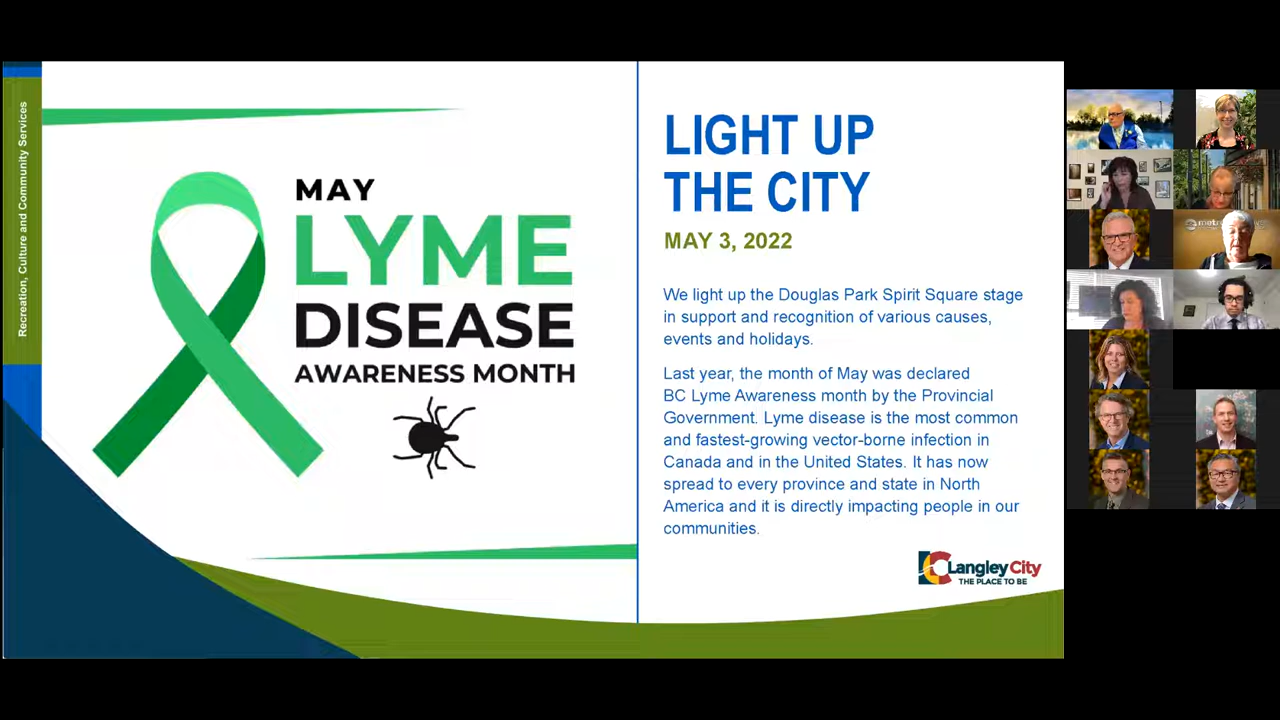 Recreation, Culture and Community Services
MAY
LYME
DISEASE
AWARENESS MONTH
LIGHT UP
THE CITY
MAY 3, 2022
We light up the Douglas Park Spirit Square stage
in support and recognition of various causes,
events and holidays.
Last year, the month of May was declared
BC Lyme Awareness month by the Provincial
Government. Lyme disease is the most common
and fastest-growing vector-borne infection in
Canada and in the United States. It has now
spread to every province and state in North
America and it is directly impacting people in our
communities.
Langley City
THE PLACE TO BE